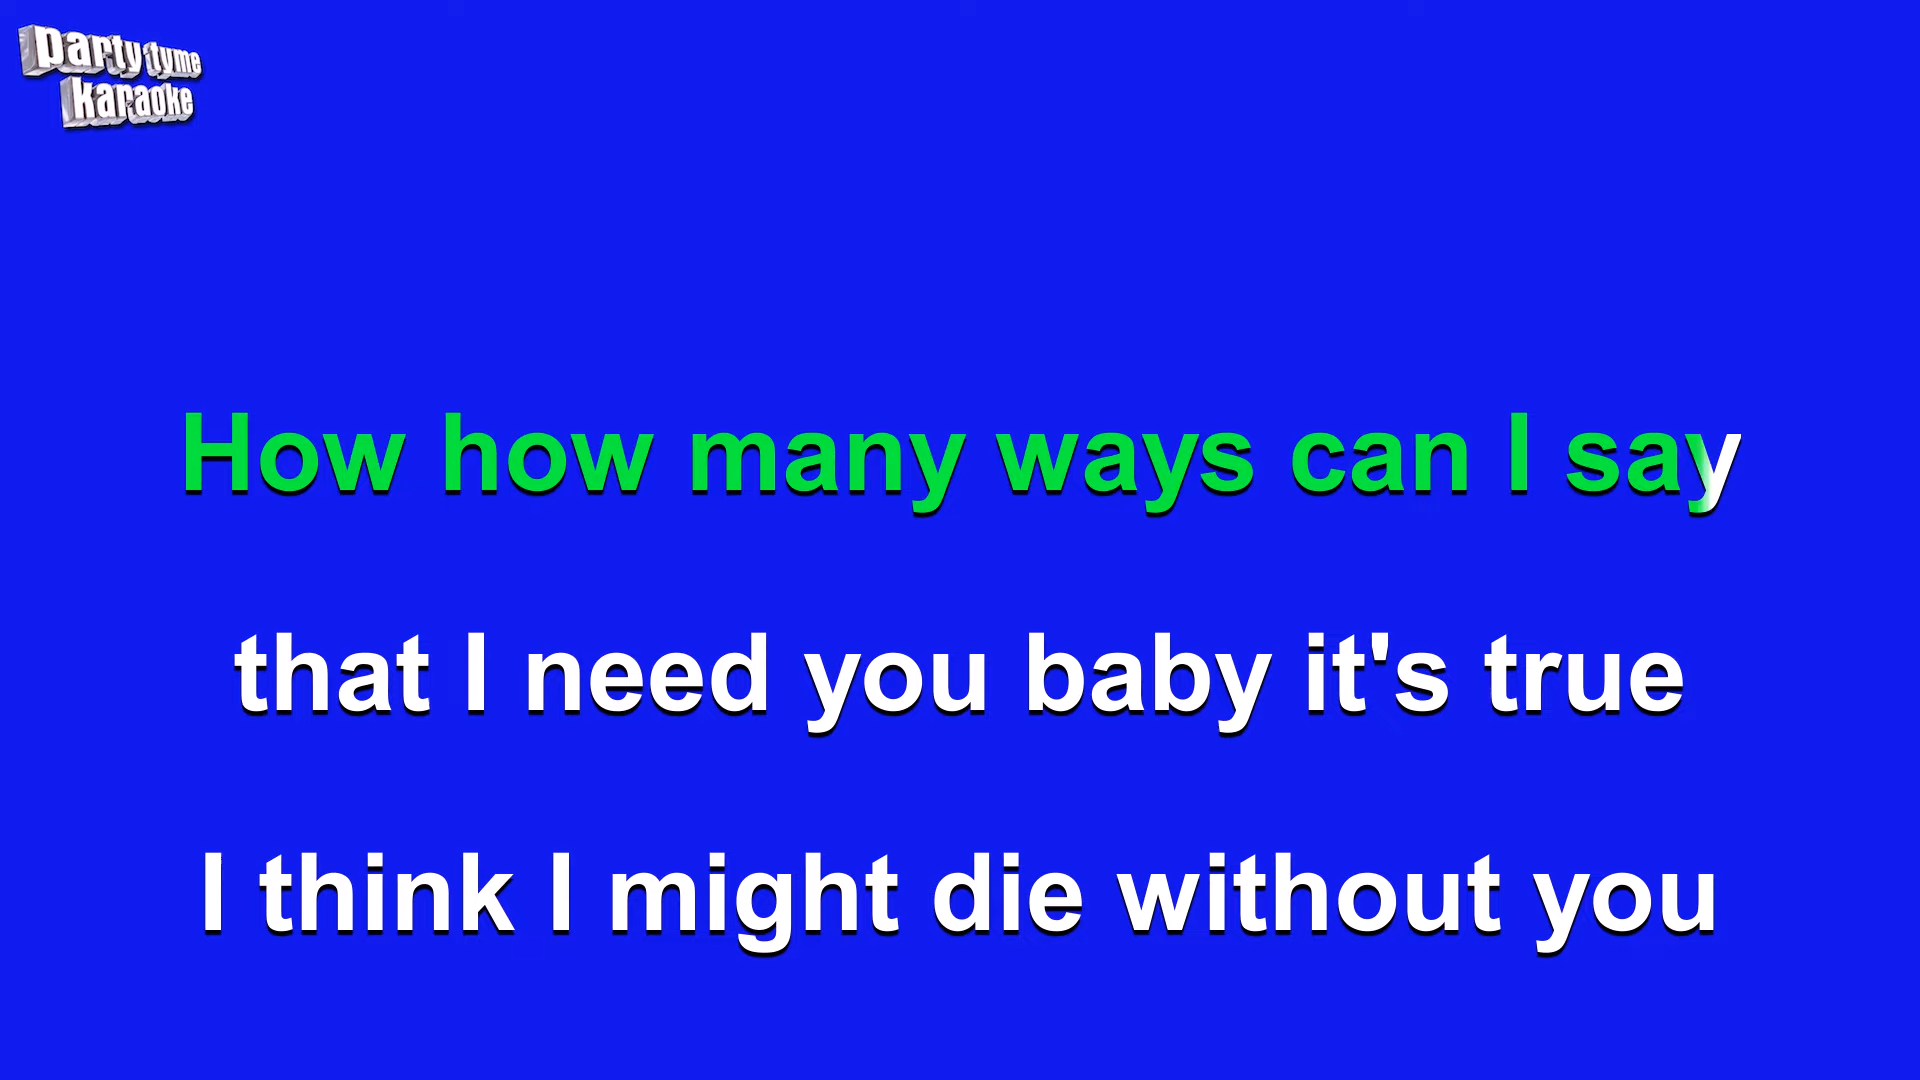 party tyme
karaoke
How how many ways can I say
that I need you baby it's true
I think I might die without you